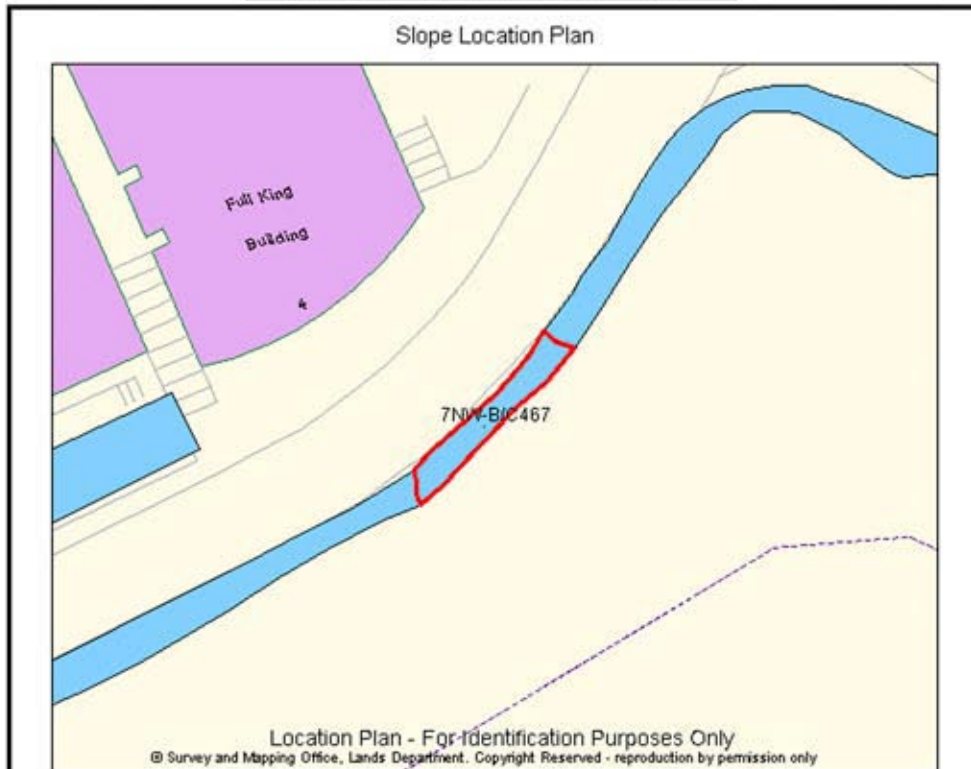 Slope Location Plan
Full King
Building
4
7NW-B/C467
Location Plan - For Identification Purposes Only
© Survey and Mapping Office, Lands Department. Copyright Reserved - reproduction by permission only